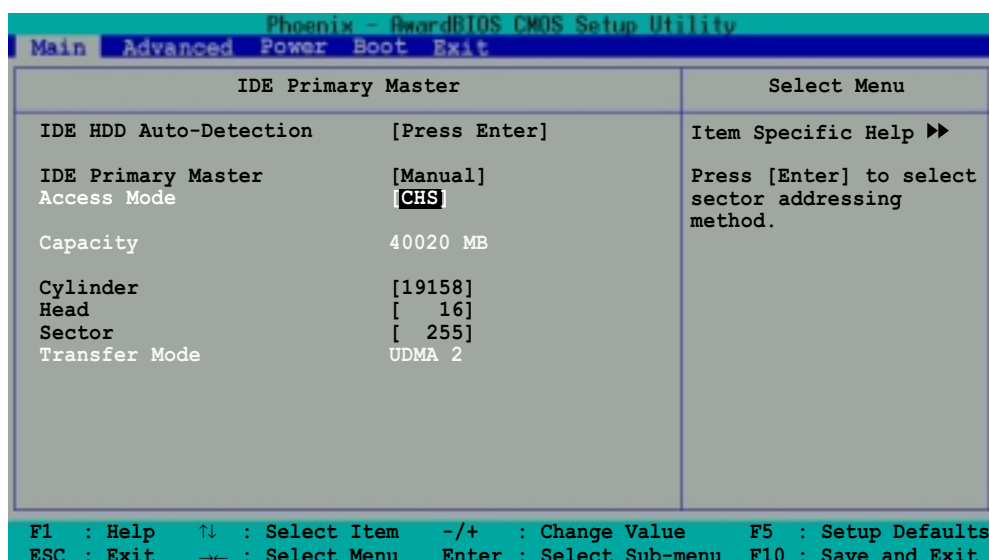 Phoenix - AwardBIOS CMOS Setup Utility
Main Advanced Power Boot Exit
IDE Primary Master
Select Menu
IDE HDD Auto-Detection [Press Enter]
IDE Primary Master [Manual]
Access Mode [CHS]
Capacity 40020 MB
Cylinder [19158]
Head [ 16]
Sector [ 255]
Transfer Mode UDMA 2
Item Specific Help ▶▶
Press [Enter] to select
sector addressing
method.
F1 : Help ↑↓ : Select Item -/+ : Change Value F5 : Setup Defaults
ESC : Exit →← : Select Menu Enter : Select Sub-menu F10 : Save and Exit